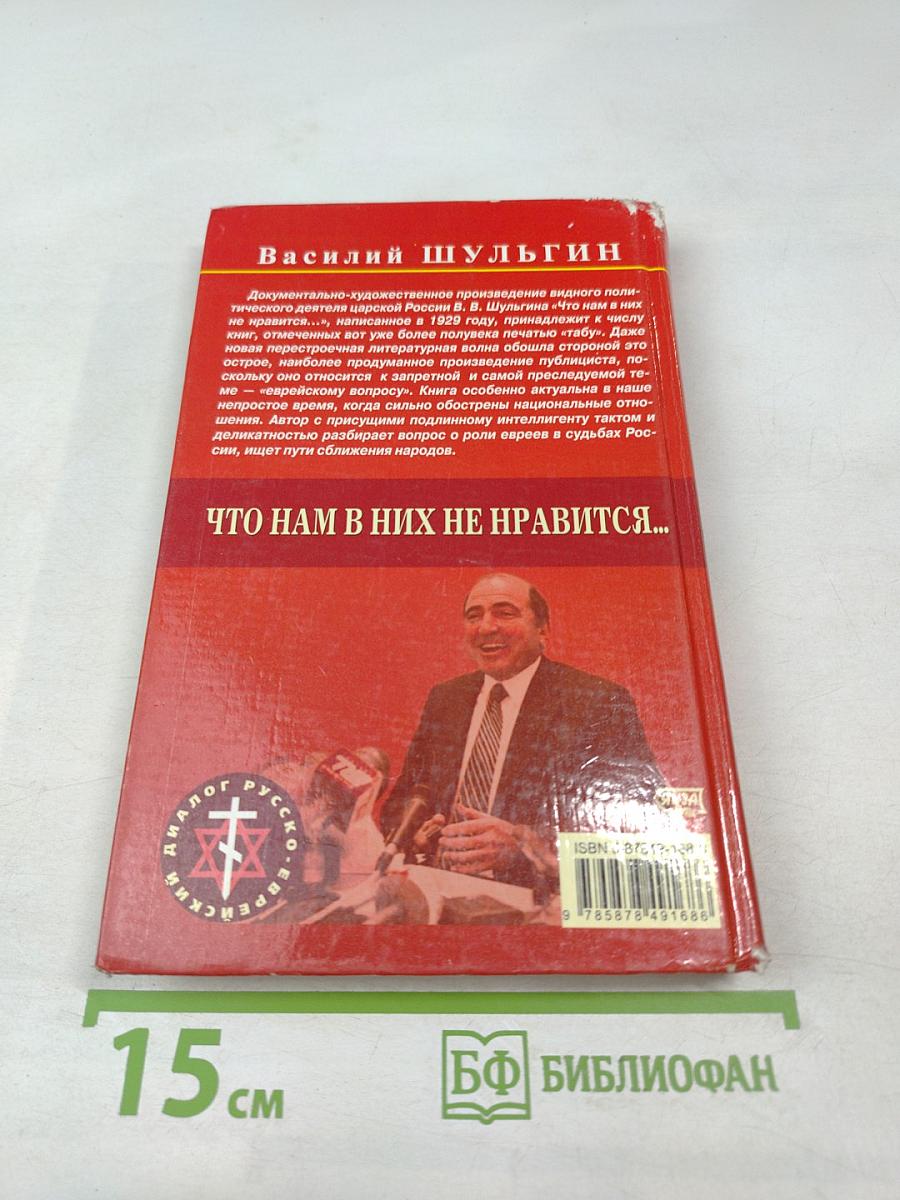 Василий ШУЛЬГИН
Документально-художественное произведение видного поли-
тического деятеля царской России В. В. Шульгина «Что нам в них
не нравится...», написанное в 1929 году, принадлежит к числу
книг, отмеченных вот уже более полувека печатью «табу». Даже
новая перестроечная литературная волна обошла стороной это
острое, наиболее продуманное произведение публициста, по-
скольку оно относится к запретной и самой преследуемой те-
ме — «еврейскому вопросу». Книга особенно актуальна в наше
непростое время, когда сильно обострены национальные отно-
шения. Автор с присущими подлинному интеллигенту тактом и
деликатностью разбирает вопрос о роли евреев в судьбах Рос-
сии, ищет пути сближения народов.
ЧТО НАМ В НИХ НЕ НРАВИТСЯ...
РУССКО-ЕВРЕЙСКИЙ ДИАЛОГ
ЯУЗА
ISBN
9 785878 491686
15 см
БФ БИБЛИОФАН